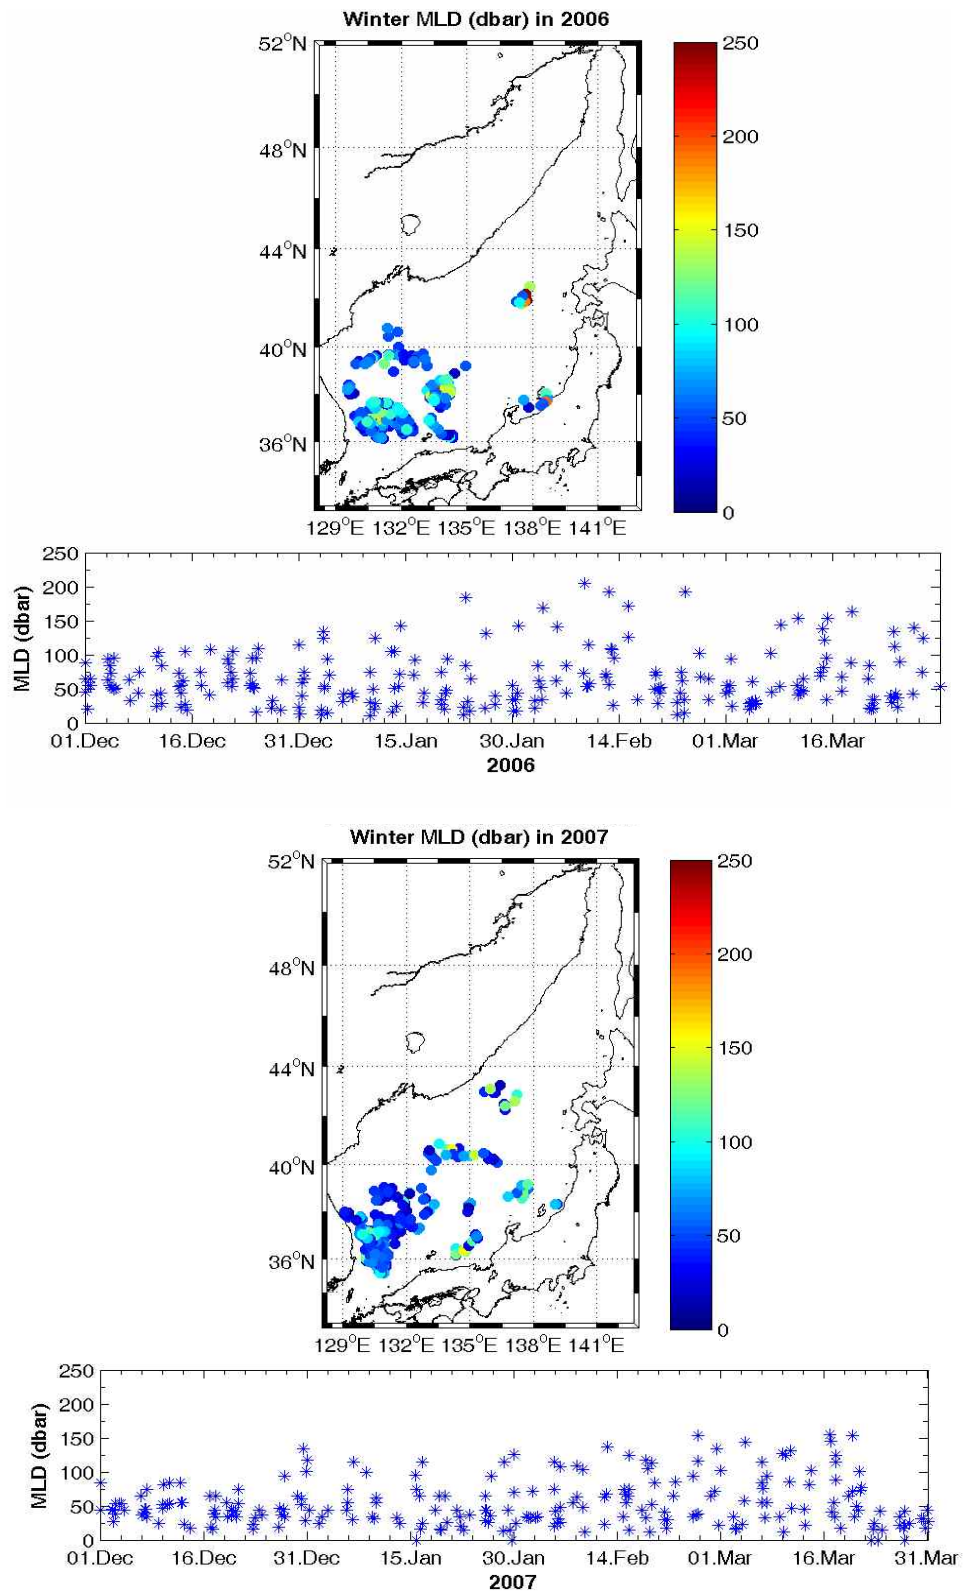 Winter MLD (dbar) in 2006
52°N
48°N
44°N
40°N
36°N
129°E 132°E 135°E 138°E 141°E
250
200
150
100
50
0
MLD (dbar)
250
200
150
100
50
0
01.Dec 16.Dec 31.Dec 15.Jan 30.Jan 14.Feb 01.Mar 16.Mar
2006
Winter MLD (dbar) in 2007
52°N
48°N
44°N
40°N
36°N
129°E 132°E 135°E 138°E 141°E
250
200
150
100
50
0
MLD (dbar)
250
200
150
100
50
0
01.Dec 16.Dec 31.Dec 15.Jan 30.Jan 14.Feb 01.Mar 16.Mar 31.Mar
2007